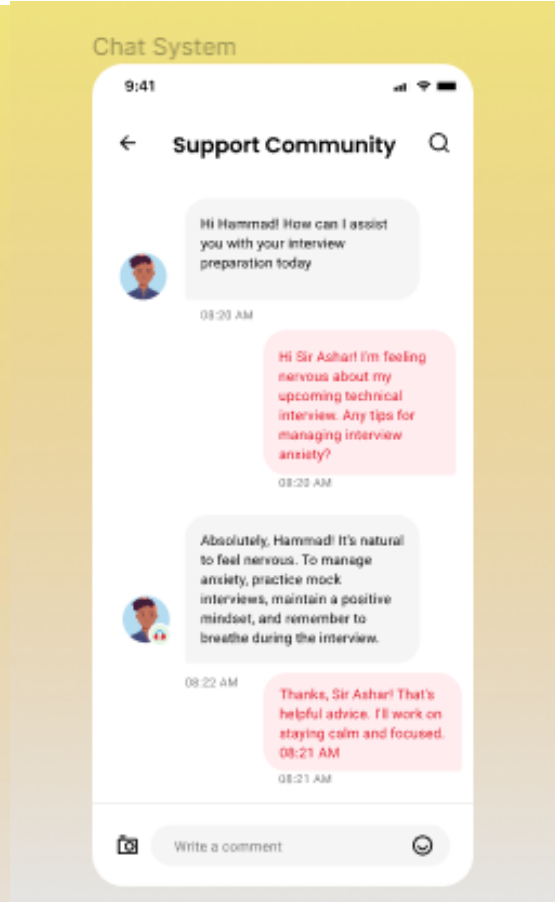 Chat System
9:41
Support Community
Hi Hammad! How can I assist
you with your interview
preparation today
08:20 AM
Hi Sir Ashar! I'm feeling
nervous about my
upcoming technical
interview. Any tips for
managing interview
anxiety?
08:20 AM
Absolutely, Hammad! It's natural
to feel nervous. To manage
anxiety, practice mock
interviews, maintain a positive
mindset, and remember to
breathe during the interview.
08:22 AM
Thanks, Sir Ashar! That's
helpful advice. I'll work on
staying calm and focused.
08:21 AM
08:21 AM
Write a comment